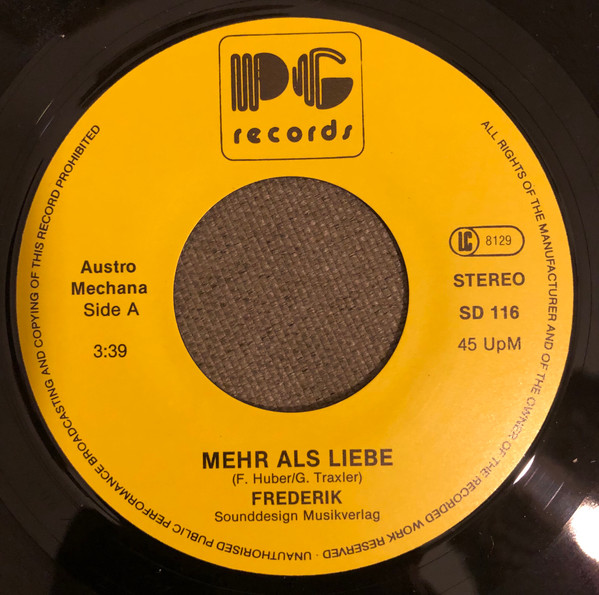 PG
records
ALL RIGHTS OF THE MANUFACTURER AND OF THE OWNER OF THE RECORDED WORK RESERVED · UNAUTHORISED PUBLIC PERFORMANCE BROADCASTING AND COPYING OF THIS RECORD PROHIBITED
LC 8129
Austro
Mechana
Side A
3:39
STEREO
SD 116
45 UpM
MEHR ALS LIEBE
(F. Huber/G. Traxler)
FREDERIK
Sounddesign Musikverlag